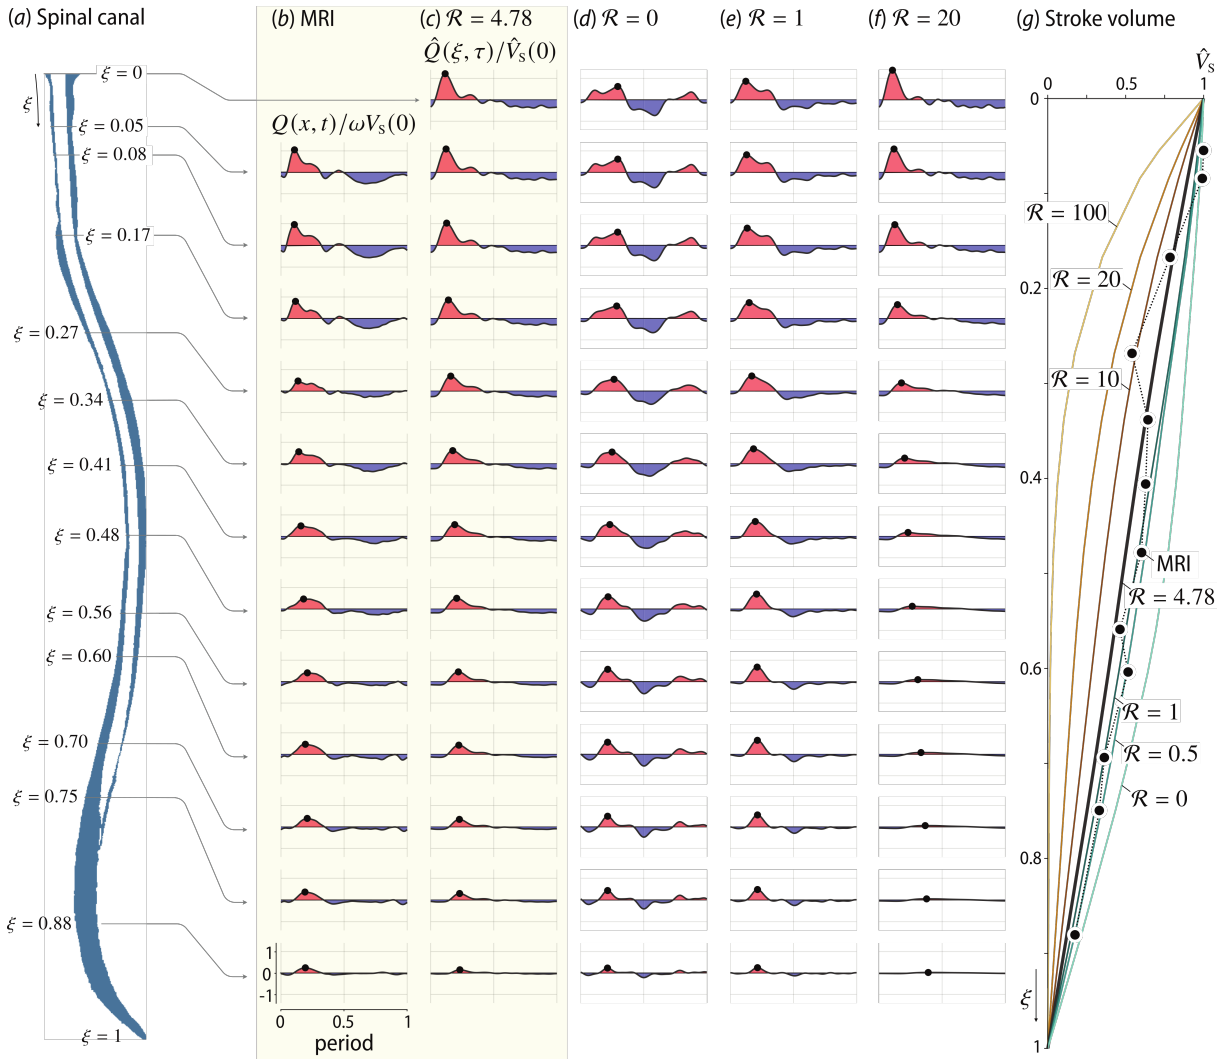 (a) Spinal canal
(b) MRI
(c) ℛ = 4.78
(d) ℛ = 0
(e) ℛ = 1
(f) ℛ = 20
(g) Stroke volume
Q̂(ξ, τ)/V̂ₛ(0)
Q(x, t)/ωVₛ(0)
ξ
ξ = 0
ξ = 0.05
ξ = 0.08
ξ = 0.17
ξ = 0.27
ξ = 0.34
ξ = 0.41
ξ = 0.48
ξ = 0.56
ξ = 0.60
ξ = 0.70
ξ = 0.75
ξ = 0.88
ξ = 1
1
0
-1
0 0.5 1
period
V̂ₛ
0 0.5 1
0
0.2
0.4
0.6
0.8
1
ξ
ℛ = 100
ℛ = 20
ℛ = 10
MRI
ℛ = 4.78
ℛ = 1
ℛ = 0.5
ℛ = 0